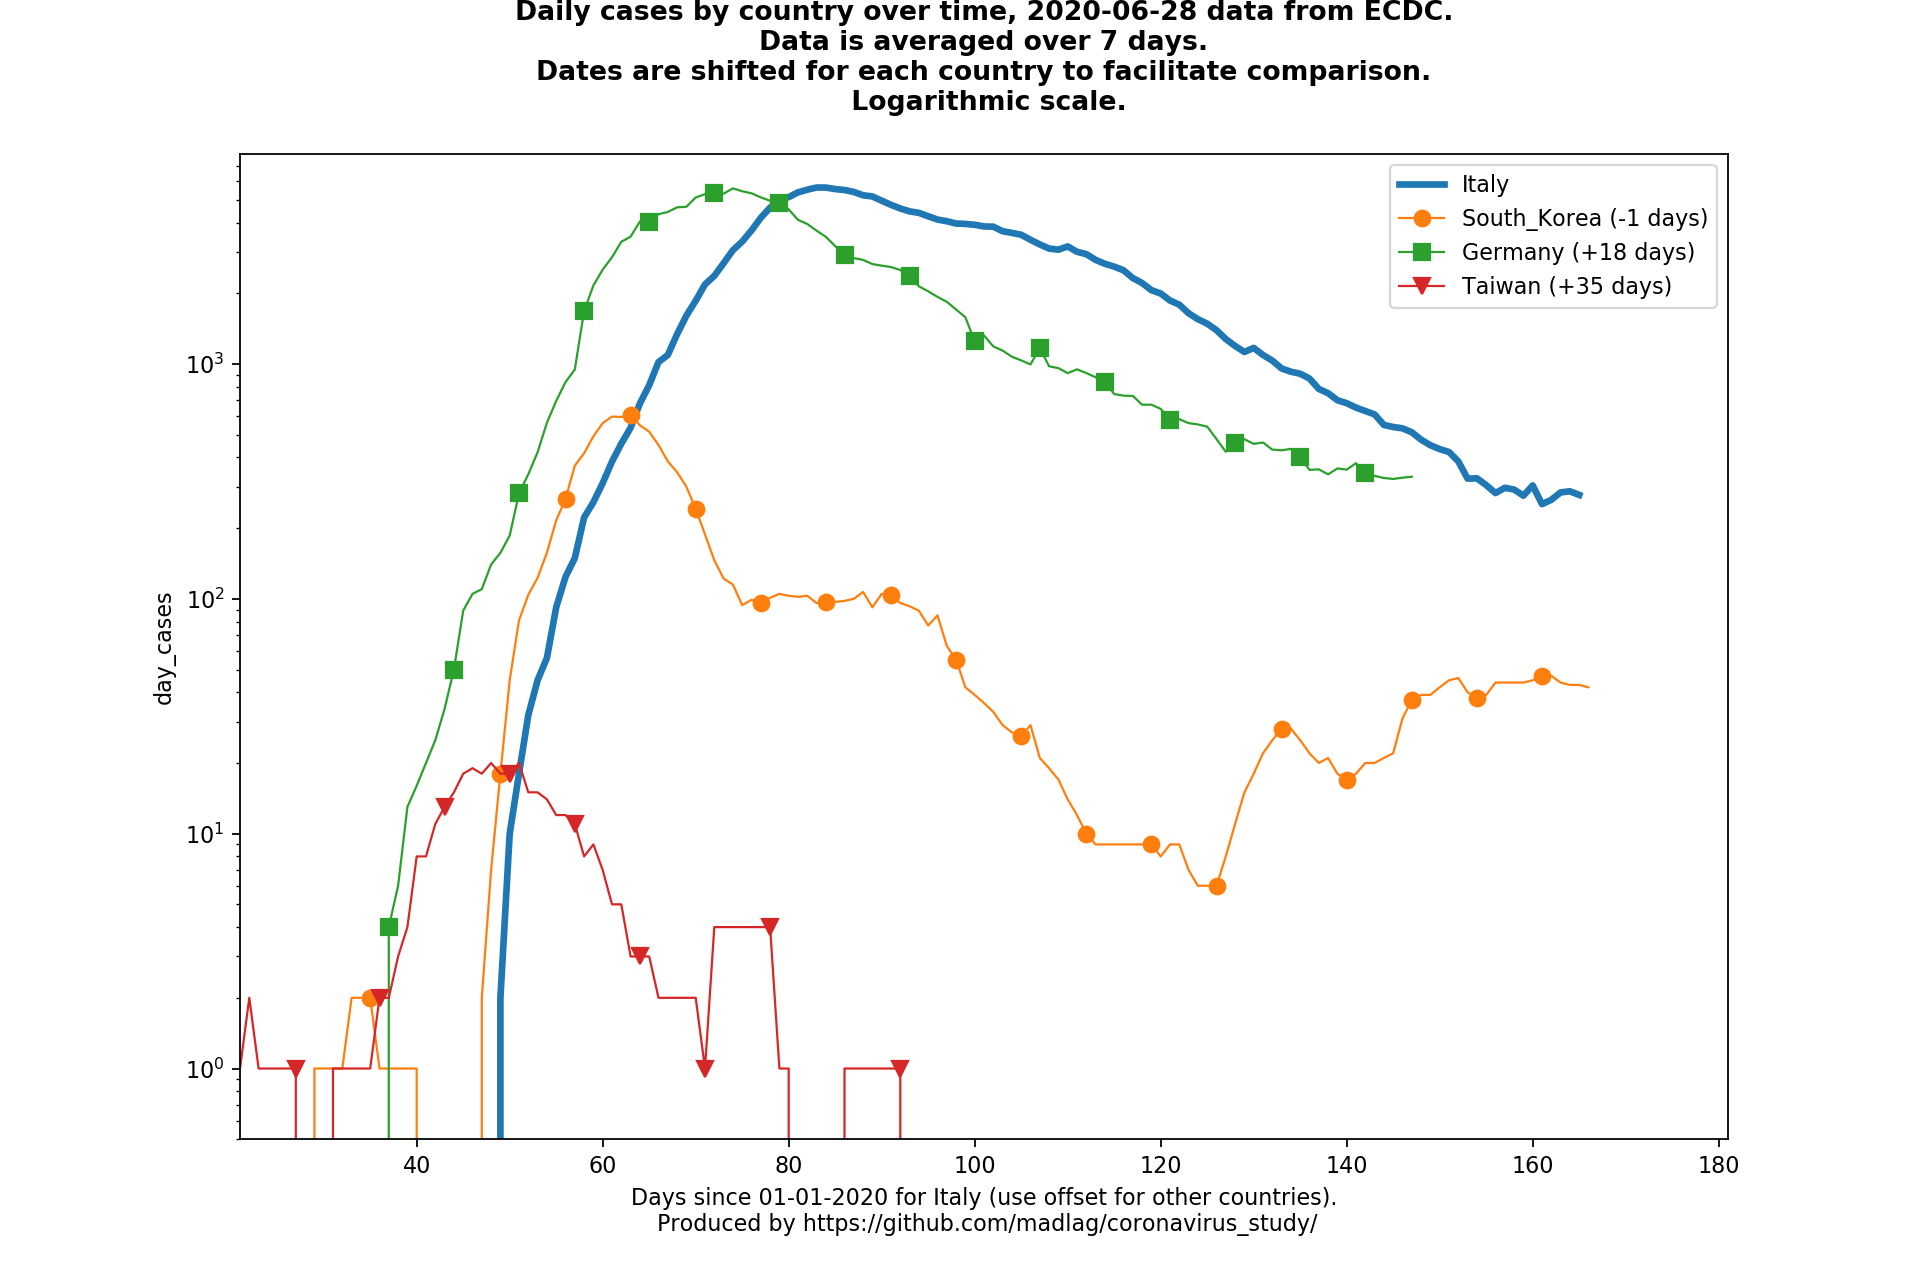 Daily cases by country over time, 2020-06-28 data from ECDC.
Data is averaged over 7 days.
Dates are shifted for each country to facilitate comparison.
Logarithmic scale.
Italy
South_Korea (-1 days)
Germany (+18 days)
Taiwan (+35 days)
day_cases
10³
10²
10¹
10⁰
40 60 80 100 120 140 160 180
Days since 01-01-2020 for Italy (use offset for other countries).
Produced by https://github.com/madlag/coronavirus_study/